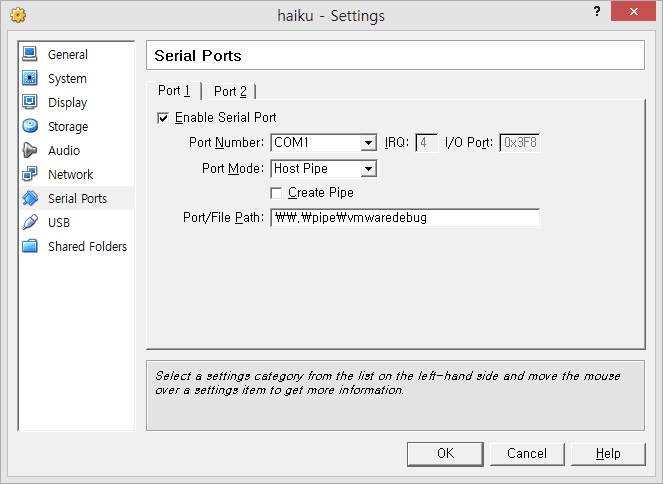 haiku - Settings
?
General
System
Display
Storage
Audio
Network
Serial Ports
USB
Shared Folders
Serial Ports
Port 1
Port 2
Enable Serial Port
Port Number: COM1 IRQ: 4 I/O Port: 0x3F8
Port Mode: Host Pipe
Create Pipe
Port/File Path: ₩₩.₩pipe₩vmwaredebug
Select a settings category from the list on the left-hand side and move the mouse
over a settings item to get more information.
OK
Cancel
Help